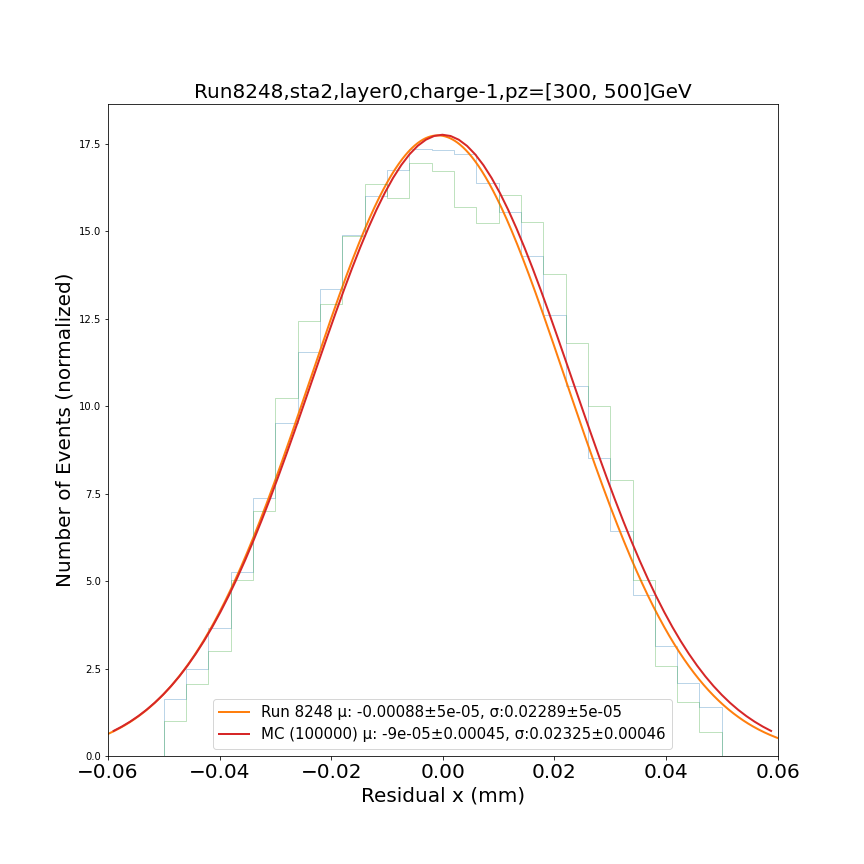 Run8248,sta2,layer0,charge-1,pz=[300, 500]GeV
Number of Events (normalized)
17.5
15.0
12.5
10.0
7.5
5.0
2.5
0.0
Run 8248 μ: -0.00088±5e-05, σ:0.02289±5e-05
MC (100000) μ: -9e-05±0.00045, σ:0.02325±0.00046
−0.06 −0.04 −0.02 0.00 0.02 0.04 0.06
Residual x (mm)